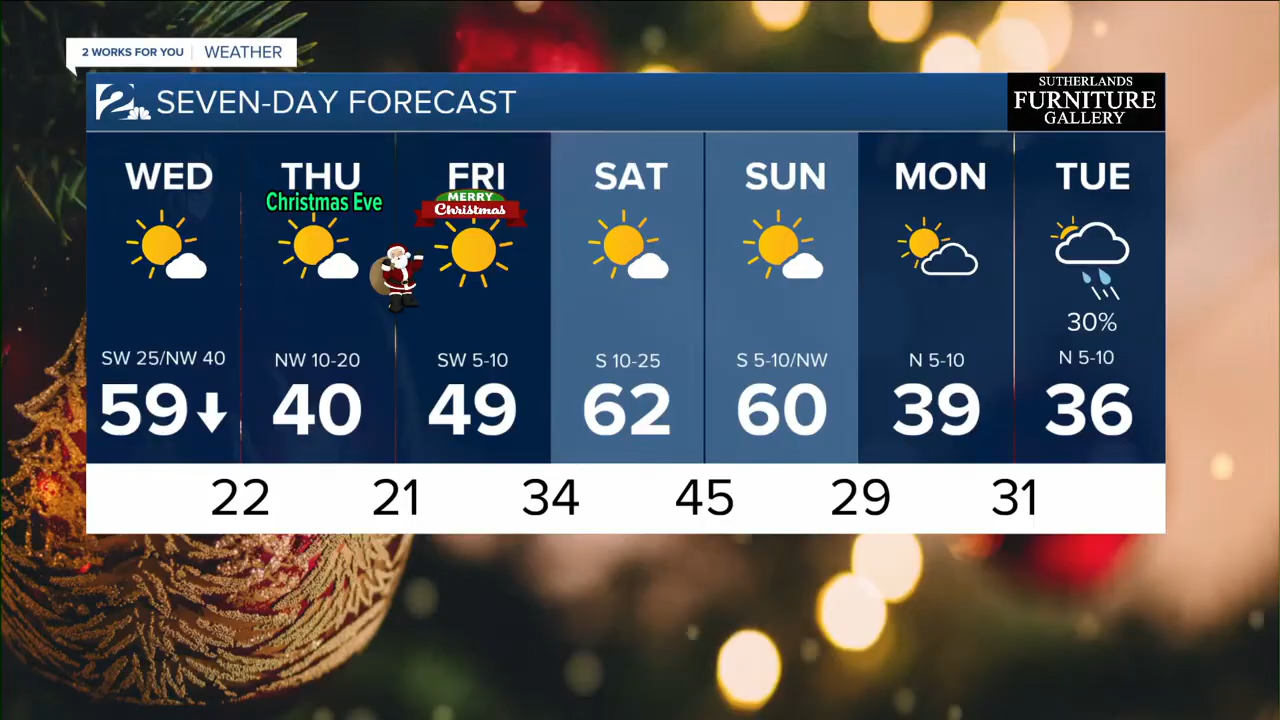 2 WORKS FOR YOU | WEATHER
2 SEVEN-DAY FORECAST
SUTHERLANDS
FURNITURE
GALLERY
WED THU FRI SAT SUN MON TUE
Christmas Eve
MERRY
Christmas
30%
SW 25/NW 40 NW 10-20 SW 5-10 S 10-25 S 5-10/NW N 5-10 N 5-10
59↓ 40 49 62 60 39 36
22 21 34 45 29 31